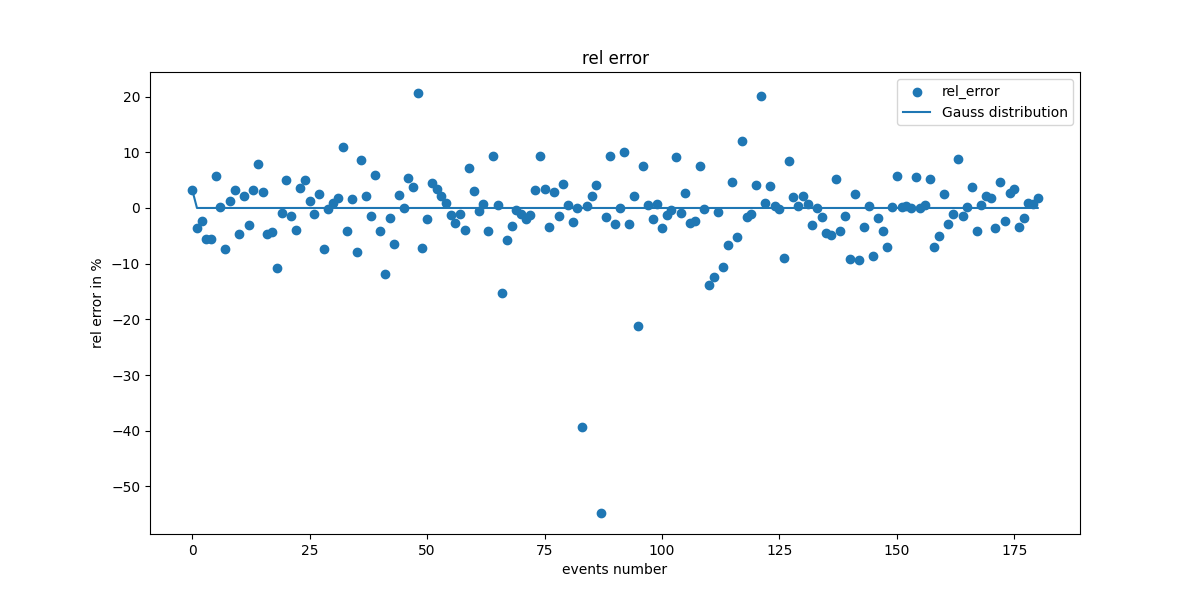 rel error
rel_error
Gauss distribution
20
10
0
−10
−20
−30
−40
−50
rel error in %
0 25 50 75 100 125 150 175
events number